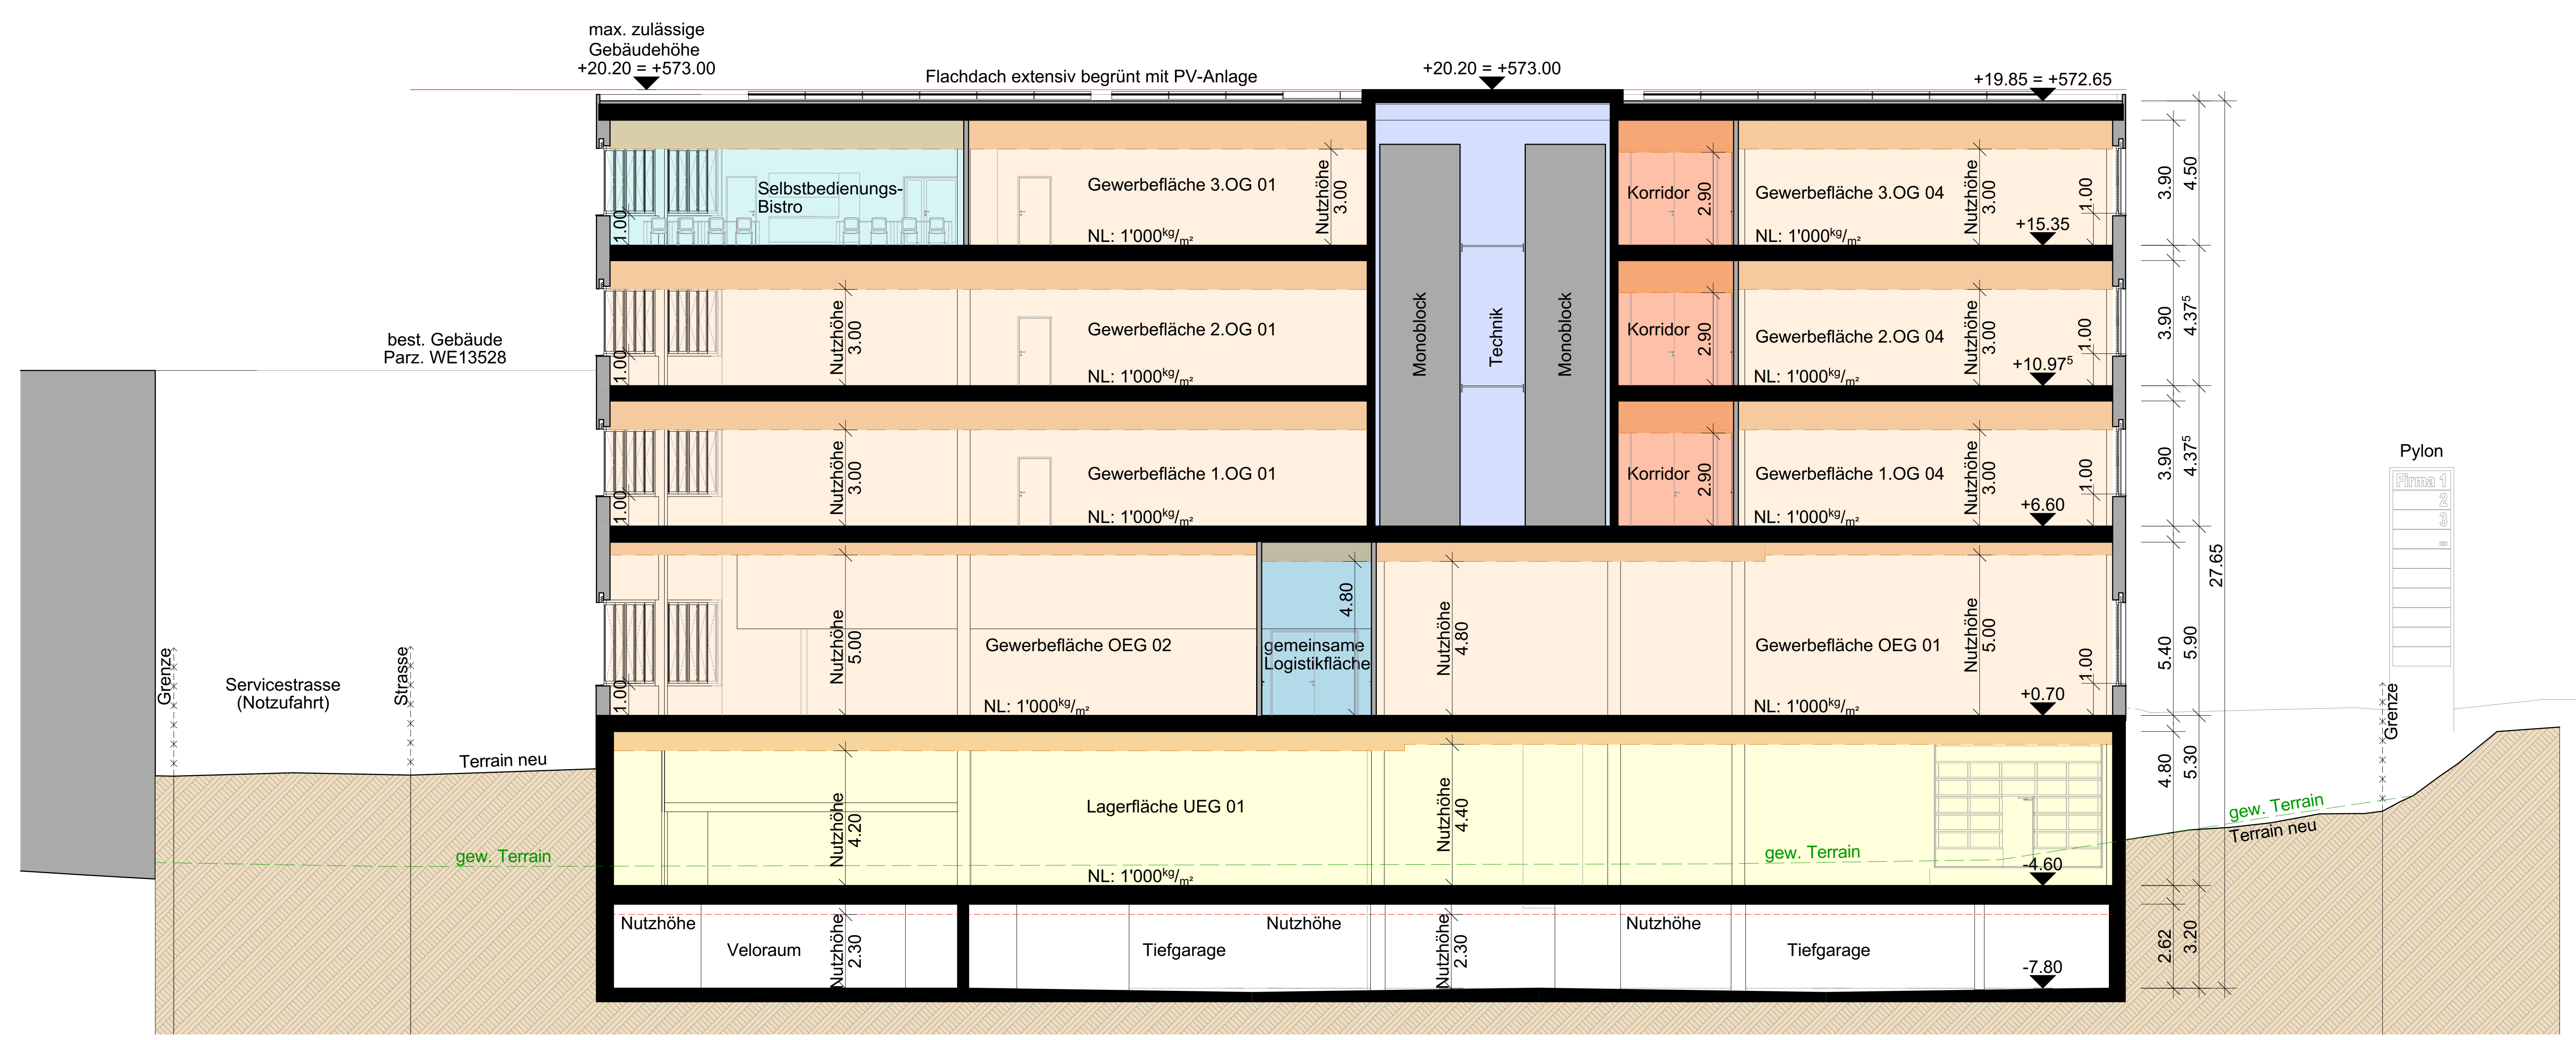 max. zulässige
Gebäudehöhe
+20.20 = +573.00
Flachdach extensiv begrünt mit PV-Anlage
+20.20 = +573.00
+19.85 = +572.65
Selbstbedienungs-
Bistro
1.00
Gewerbefläche 3.OG 01
NL: 1'000kg/m²
Nutzhöhe
3.00
Korridor
2.90
Gewerbefläche 3.OG 04
NL: 1'000kg/m²
Nutzhöhe
3.00
+15.35
1.00
3.90
4.50
best. Gebäude
Parz. WE13528
1.00
Nutzhöhe
3.00
Gewerbefläche 2.OG 01
NL: 1'000kg/m²
Monoblock
Technik
Monoblock
Korridor
2.90
Gewerbefläche 2.OG 04
NL: 1'000kg/m²
Nutzhöhe
3.00
+10.97⁵
1.00
3.90
4.37⁵
1.00
Nutzhöhe
3.00
Gewerbefläche 1.OG 01
NL: 1'000kg/m²
Korridor
2.90
Gewerbefläche 1.OG 04
NL: 1'000kg/m²
Nutzhöhe
3.00
+6.60
1.00
3.90
4.37⁵
27.65
Pylon
Firma 1
2
3
Grenze
Servicestrasse
(Notzufahrt)
Strasse
Terrain neu
1.00
Nutzhöhe
5.00
Gewerbefläche OEG 02
NL: 1'000kg/m²
4.80
gemeinsame
Logistikfläche
Nutzhöhe
4.80
Gewerbefläche OEG 01
NL: 1'000kg/m²
Nutzhöhe
5.00
+0.70
1.00
5.40
5.90
Grenze
gew. Terrain
Nutzhöhe
4.20
Lagerfläche UEG 01
NL: 1'000kg/m²
Nutzhöhe
4.40
gew. Terrain
-4.60
4.80
5.30
gew. Terrain
Terrain neu
Nutzhöhe
Veloraum
Nutzhöhe
2.30
Tiefgarage
Nutzhöhe
Nutzhöhe
2.30
Nutzhöhe
Tiefgarage
-7.80
2.62
3.20